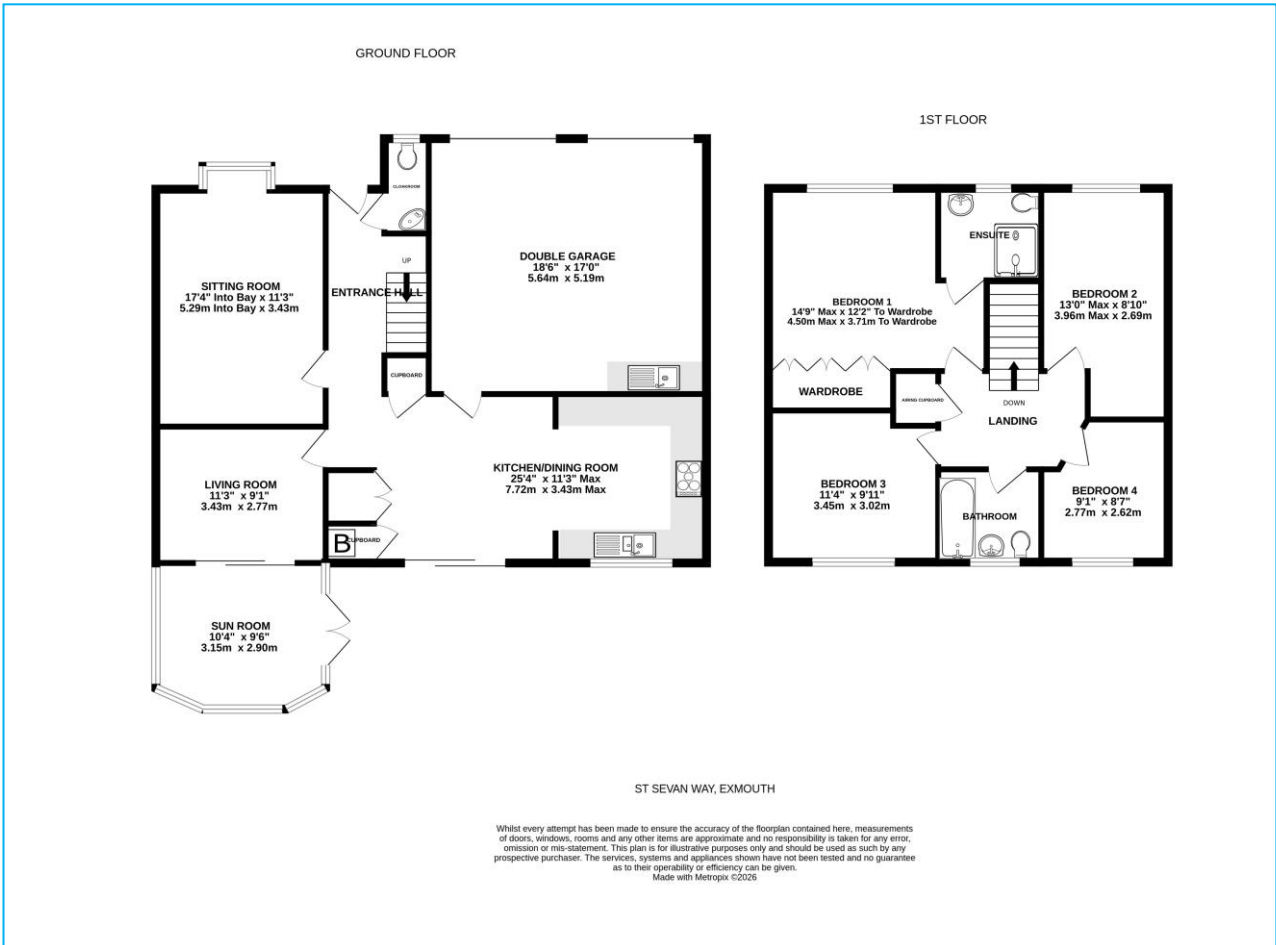 GROUND FLOOR
CLOAKROOM
UP
ENTRANCE HALL
SITTING ROOM
17'4" Into Bay x 11'3"
5.29m Into Bay x 3.43m
DOUBLE GARAGE
18'6" x 17'0"
5.64m x 5.19m
CUPBOARD
LIVING ROOM
11'3" x 9'1"
3.43m x 2.77m
KITCHEN/DINING ROOM
25'4" x 11'3" Max
7.72m x 3.43m Max
B
CUPBOARD
SUN ROOM
10'4" x 9'6"
3.15m x 2.90m
1ST FLOOR
ENSUITE
BEDROOM 1
14'9" Max x 12'2" To Wardrobe
4.50m Max x 3.71m To Wardrobe
BEDROOM 2
13'0" Max x 8'10"
3.96m Max x 2.69m
WARDROBE
AIRING CUPBOARD
DOWN
LANDING
BEDROOM 3
11'4" x 9'11"
3.45m x 3.02m
BATHROOM
BEDROOM 4
9'1" x 8'7"
2.77m x 2.62m
ST SEVAN WAY, EXMOUTH
Whilst every attempt has been made to ensure the accuracy of the floorplan contained here, measurements
of doors, windows, rooms and any other items are approximate and no responsibility is taken for any error,
omission or mis-statement. This plan is for illustrative purposes only and should be used as such by any
prospective purchaser. The services, systems and appliances shown have not been tested and no guarantee
as to their operability or efficiency can be given.
Made with Metropix ©2026